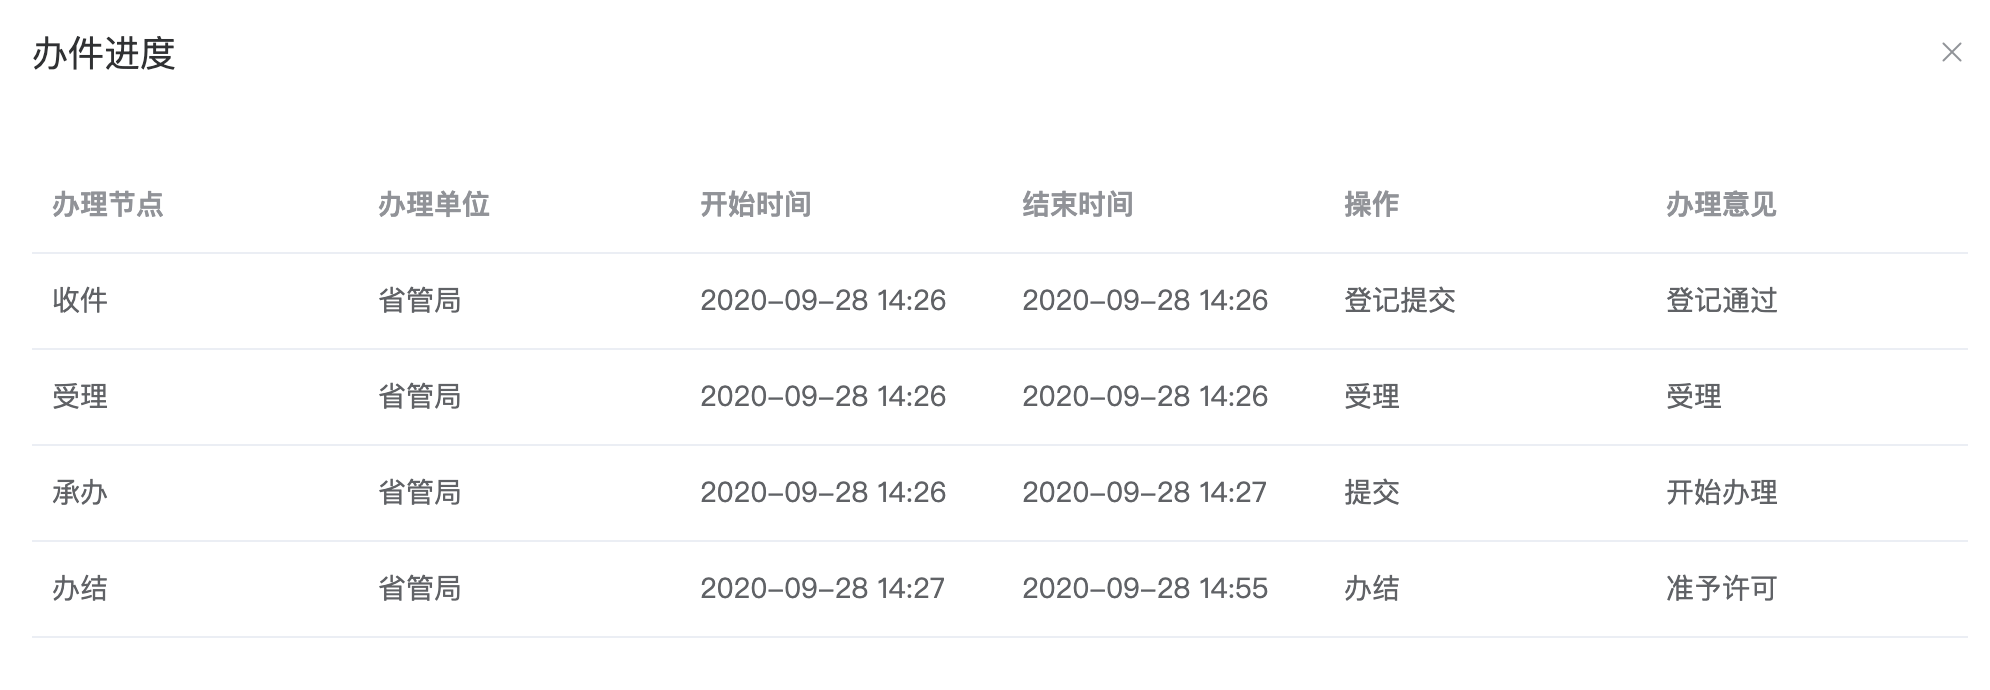 办件进度
办理节点 办理单位 开始时间 结束时间 操作 办理意见
收件 省管局 2020-09-28 14:26 2020-09-28 14:26 登记提交 登记通过
受理 省管局 2020-09-28 14:26 2020-09-28 14:26 受理 受理
承办 省管局 2020-09-28 14:26 2020-09-28 14:27 提交 开始办理
办结 省管局 2020-09-28 14:27 2020-09-28 14:55 办结 准予许可